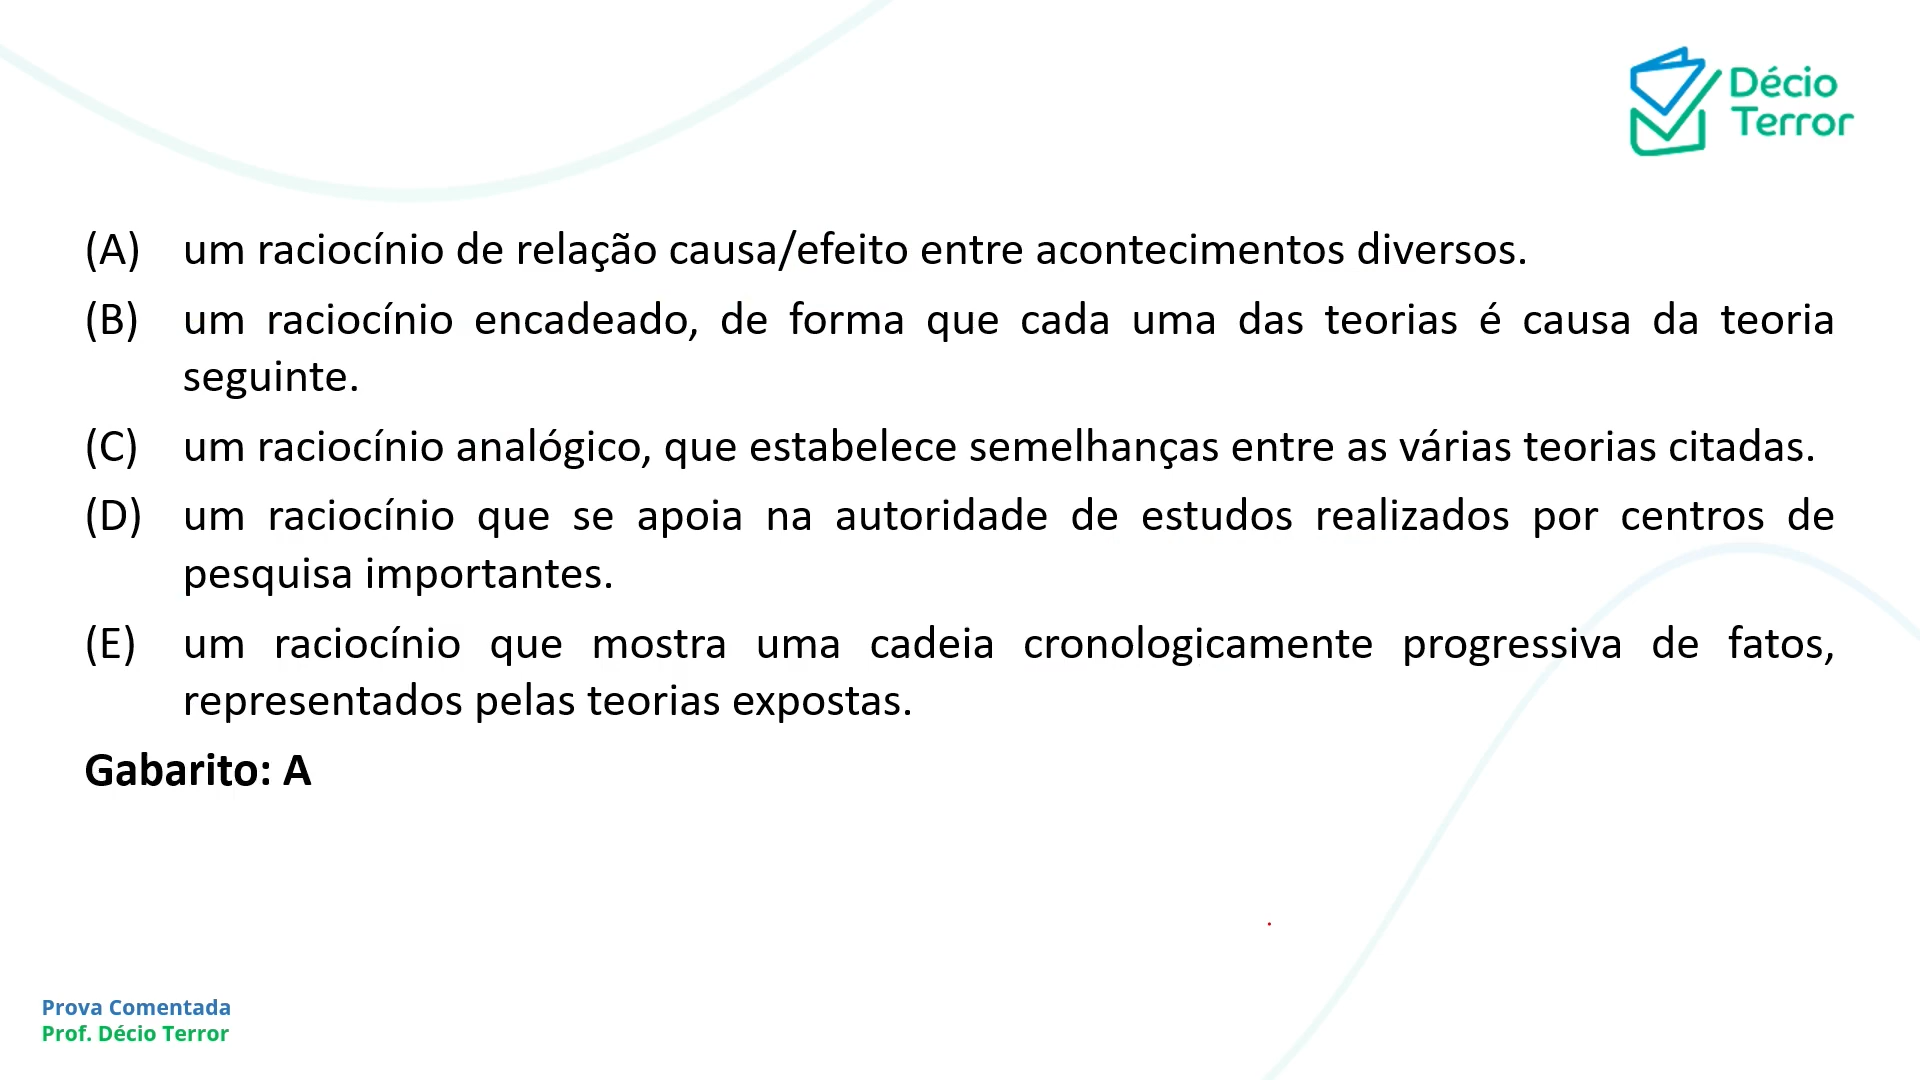 Décio
Terror
(A) um raciocínio de relação causa/efeito entre acontecimentos diversos.
(B) um raciocínio encadeado, de forma que cada uma das teorias é causa da teoria
seguinte.
(C) um raciocínio analógico, que estabelece semelhanças entre as várias teorias citadas.
(D) um raciocínio que se apoia na autoridade de estudos realizados por centros de
pesquisa importantes.
(E) um raciocínio que mostra uma cadeia cronologicamente progressiva de fatos,
representados pelas teorias expostas.
Gabarito: A
Prova Comentada
Prof. Décio Terror